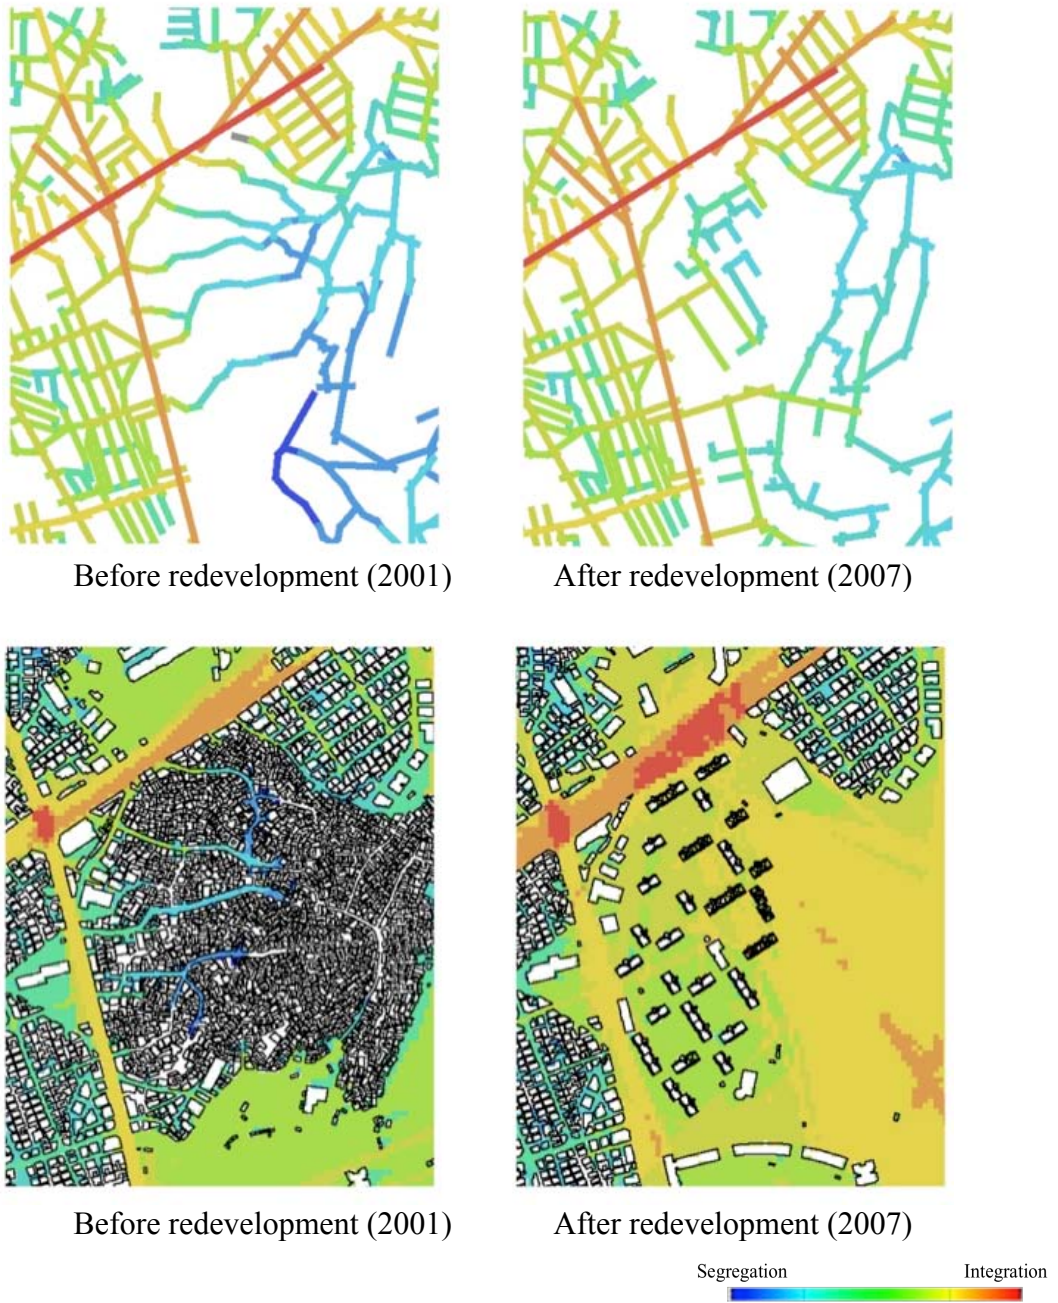 Before redevelopment (2001)
After redevelopment (2007)
Before redevelopment (2001)
After redevelopment (2007)
Segregation
Integration